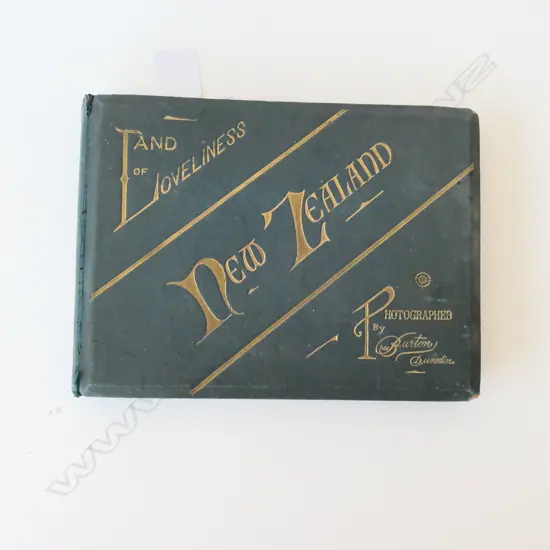 LAND
OF
LOVELINESS
NEW ZEALAND
PHOTOGRAPHED
BY
Burton
Dunedin